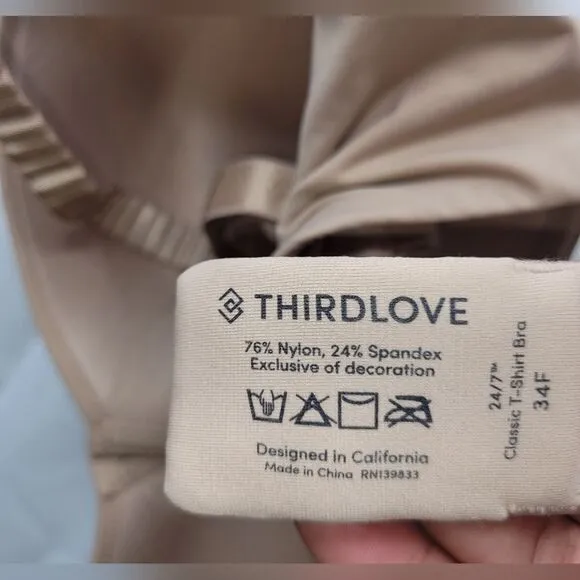 THIRDLOVE
76% Nylon, 24% Spandex
Exclusive of decoration
Designed in California
Made in China RN139833
24/7™
Classic T-Shirt Bra
34F